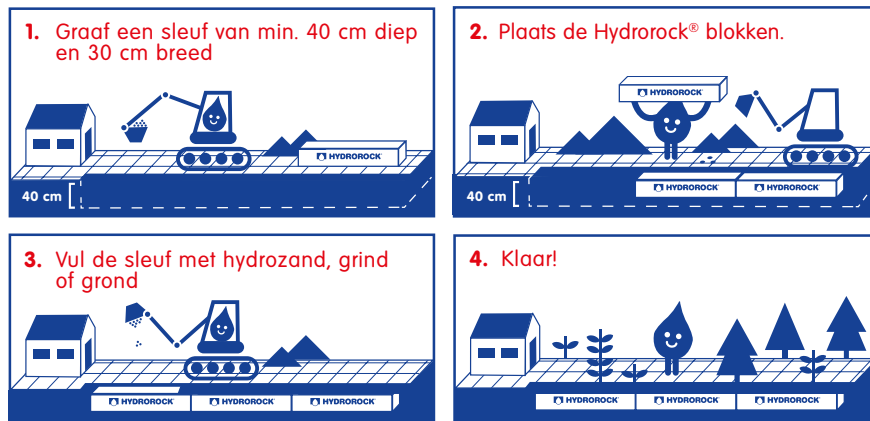 1. Graaf een sleuf van min. 40 cm diep
en 30 cm breed
HYDROROCK
40 cm
2. Plaats de Hydrorock® blokken.
HYDROROCK
40 cm
HYDROROCK HYDROROCK
3. Vul de sleuf met hydrozand, grind
of grond
HYDROROCK HYDROROCK HYDROROCK
4. Klaar!
HYDROROCK HYDROROCK HYDROROCK